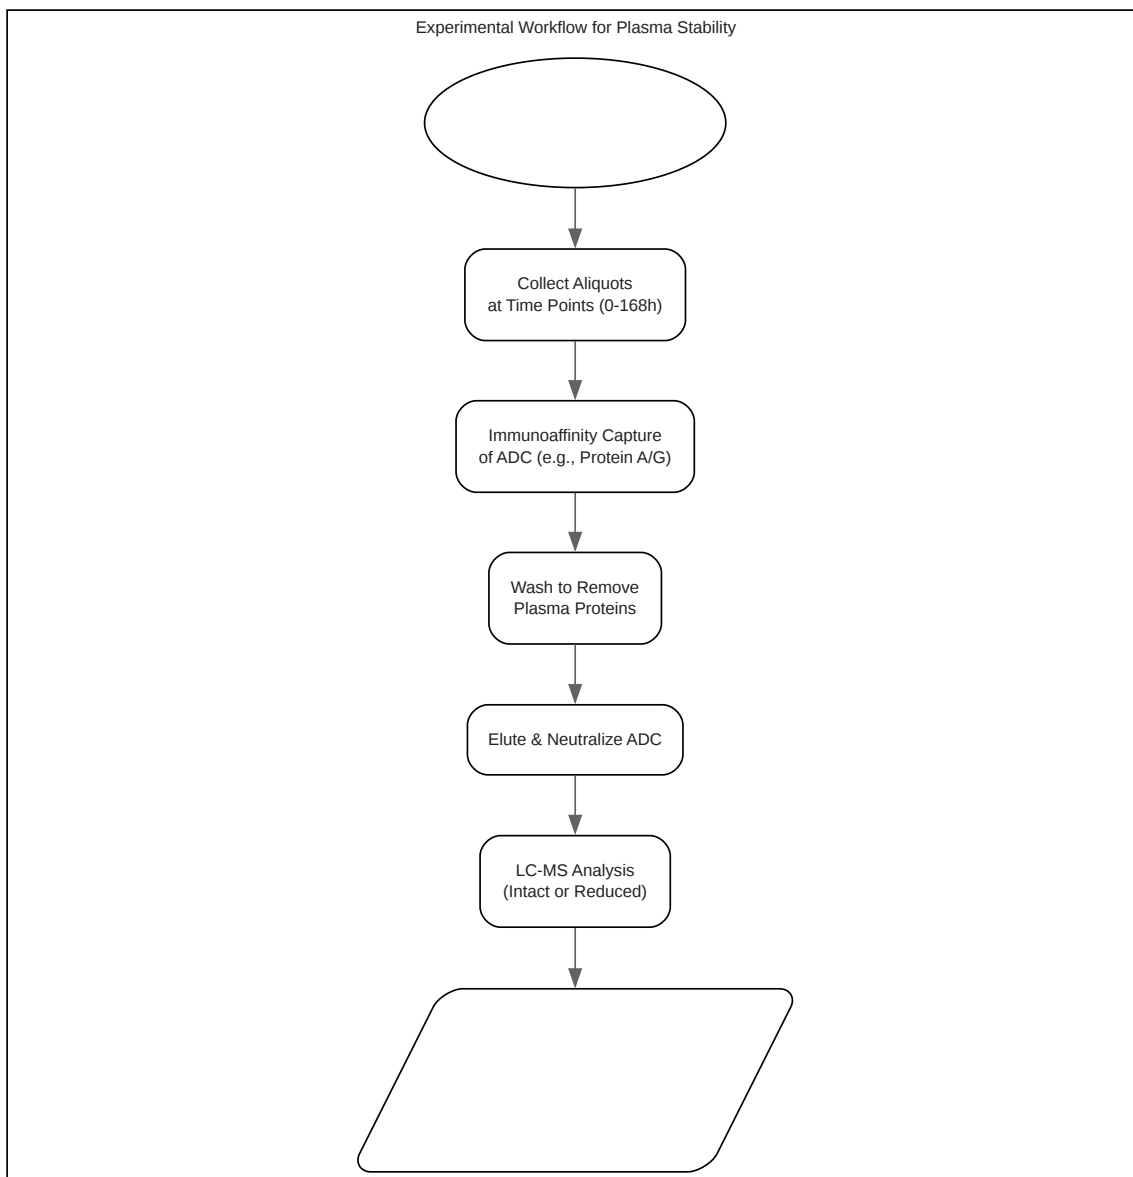 Experimental Workflow for Plasma Stability
Collect Aliquots
at Time Points (0-168h)
Immunoaffinity Capture
of ADC (e.g., Protein A/G)
Wash to Remove
Plasma Proteins
Elute & Neutralize ADC
LC-MS Analysis
(Intact or Reduced)